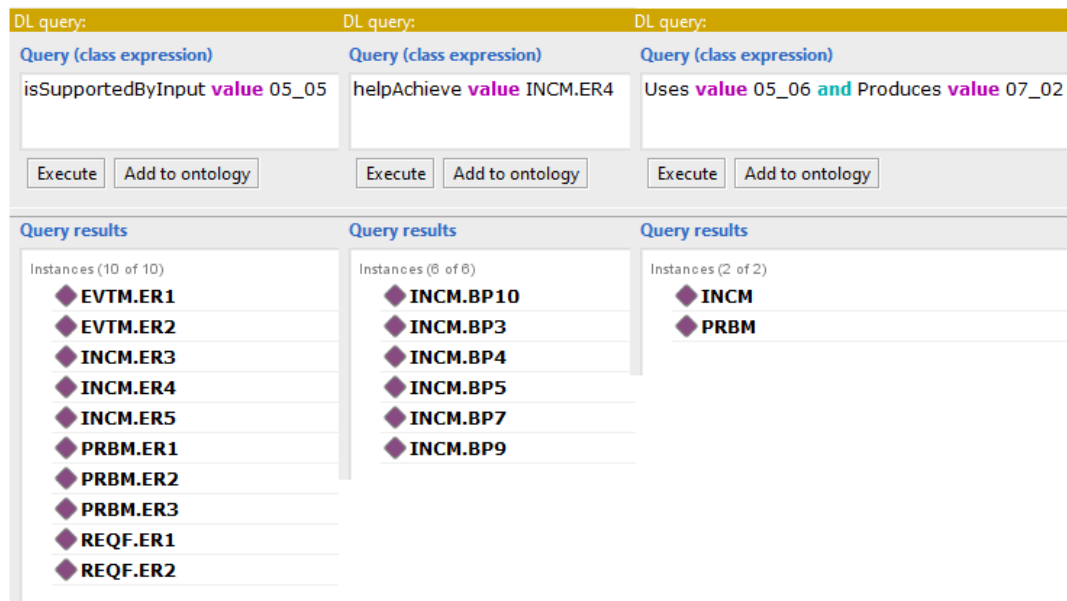 DL query:
Query (class expression)
isSupportedByInput value 05_05
Execute
Add to ontology
Query results
Instances (10 of 10)
EVTM.ER1
EVTM.ER2
INCM.ER3
INCM.ER4
INCM.ER5
PRBM.ER1
PRBM.ER2
PRBM.ER3
REQF.ER1
REQF.ER2
DL query:
Query (class expression)
helpAchieve value INCM.ER4
Execute
Add to ontology
Query results
Instances (6 of 6)
INCM.BP10
INCM.BP3
INCM.BP4
INCM.BP5
INCM.BP7
INCM.BP9
DL query:
Query (class expression)
Uses value 05_06 and Produces value 07_02
Execute
Add to ontology
Query results
Instances (2 of 2)
INCM
PRBM